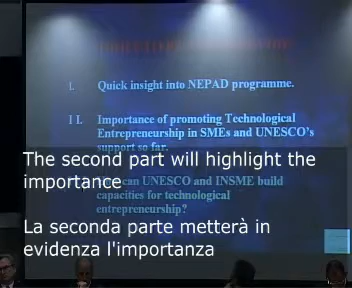 I. Quick insight into NEPAD programme.
I I. Importance of promoting Technological
Entrepreneurship in SMEs and UNESCO's
support so far.
can UNESCO and INSME build
capacities for technological
entrepreneurship?
The second part will highlight the
importance
La seconda parte metterà in
evidenza l'importanza